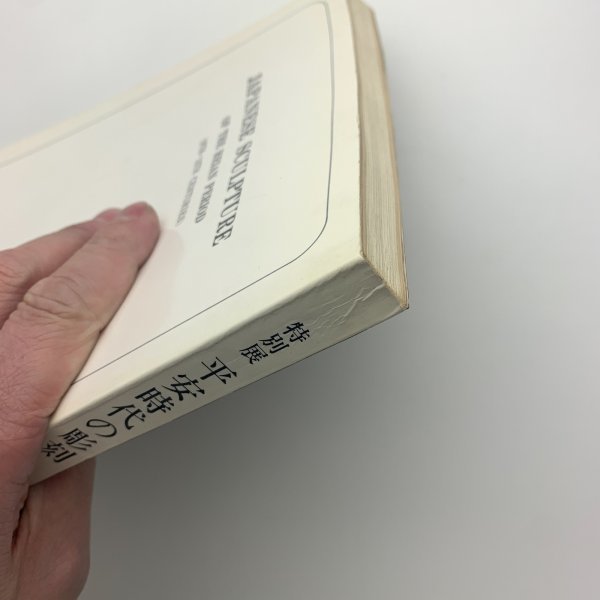 JAPANESE SCULPTURE
OF THE HEIAN PERIOD
特別展 平安時代の彫刻